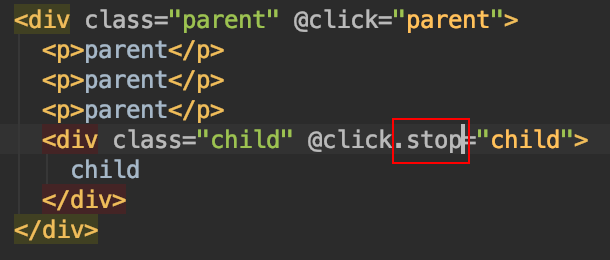 <div class="parent" @click="parent">
<p>parent</p>
<p>parent</p>
<p>parent</p>
<div class="child" @click.stop="child">
child
</div>
</div>